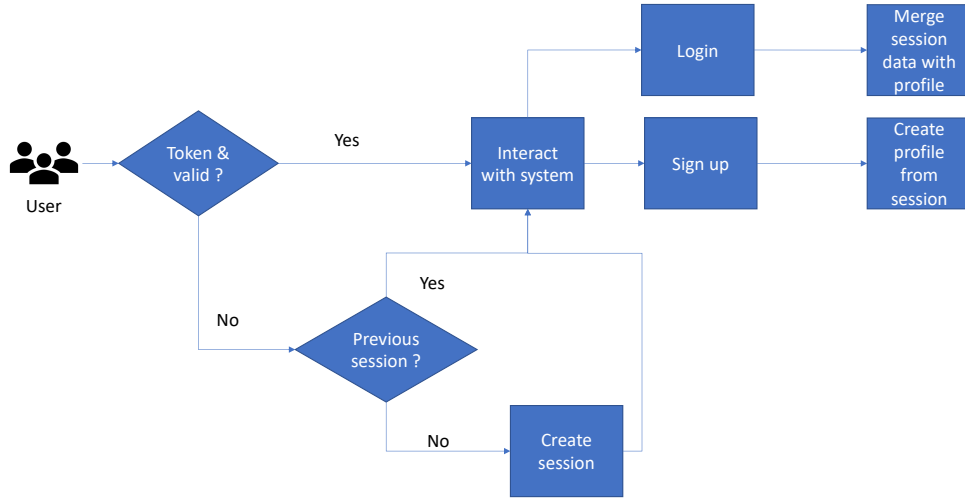 Login
Merge
session
data with
profile
Token &
valid ?
Yes
Interact
with system
Sign up
Create
profile
from
session
User
Yes
No
Previous
session ?
No
Create
session